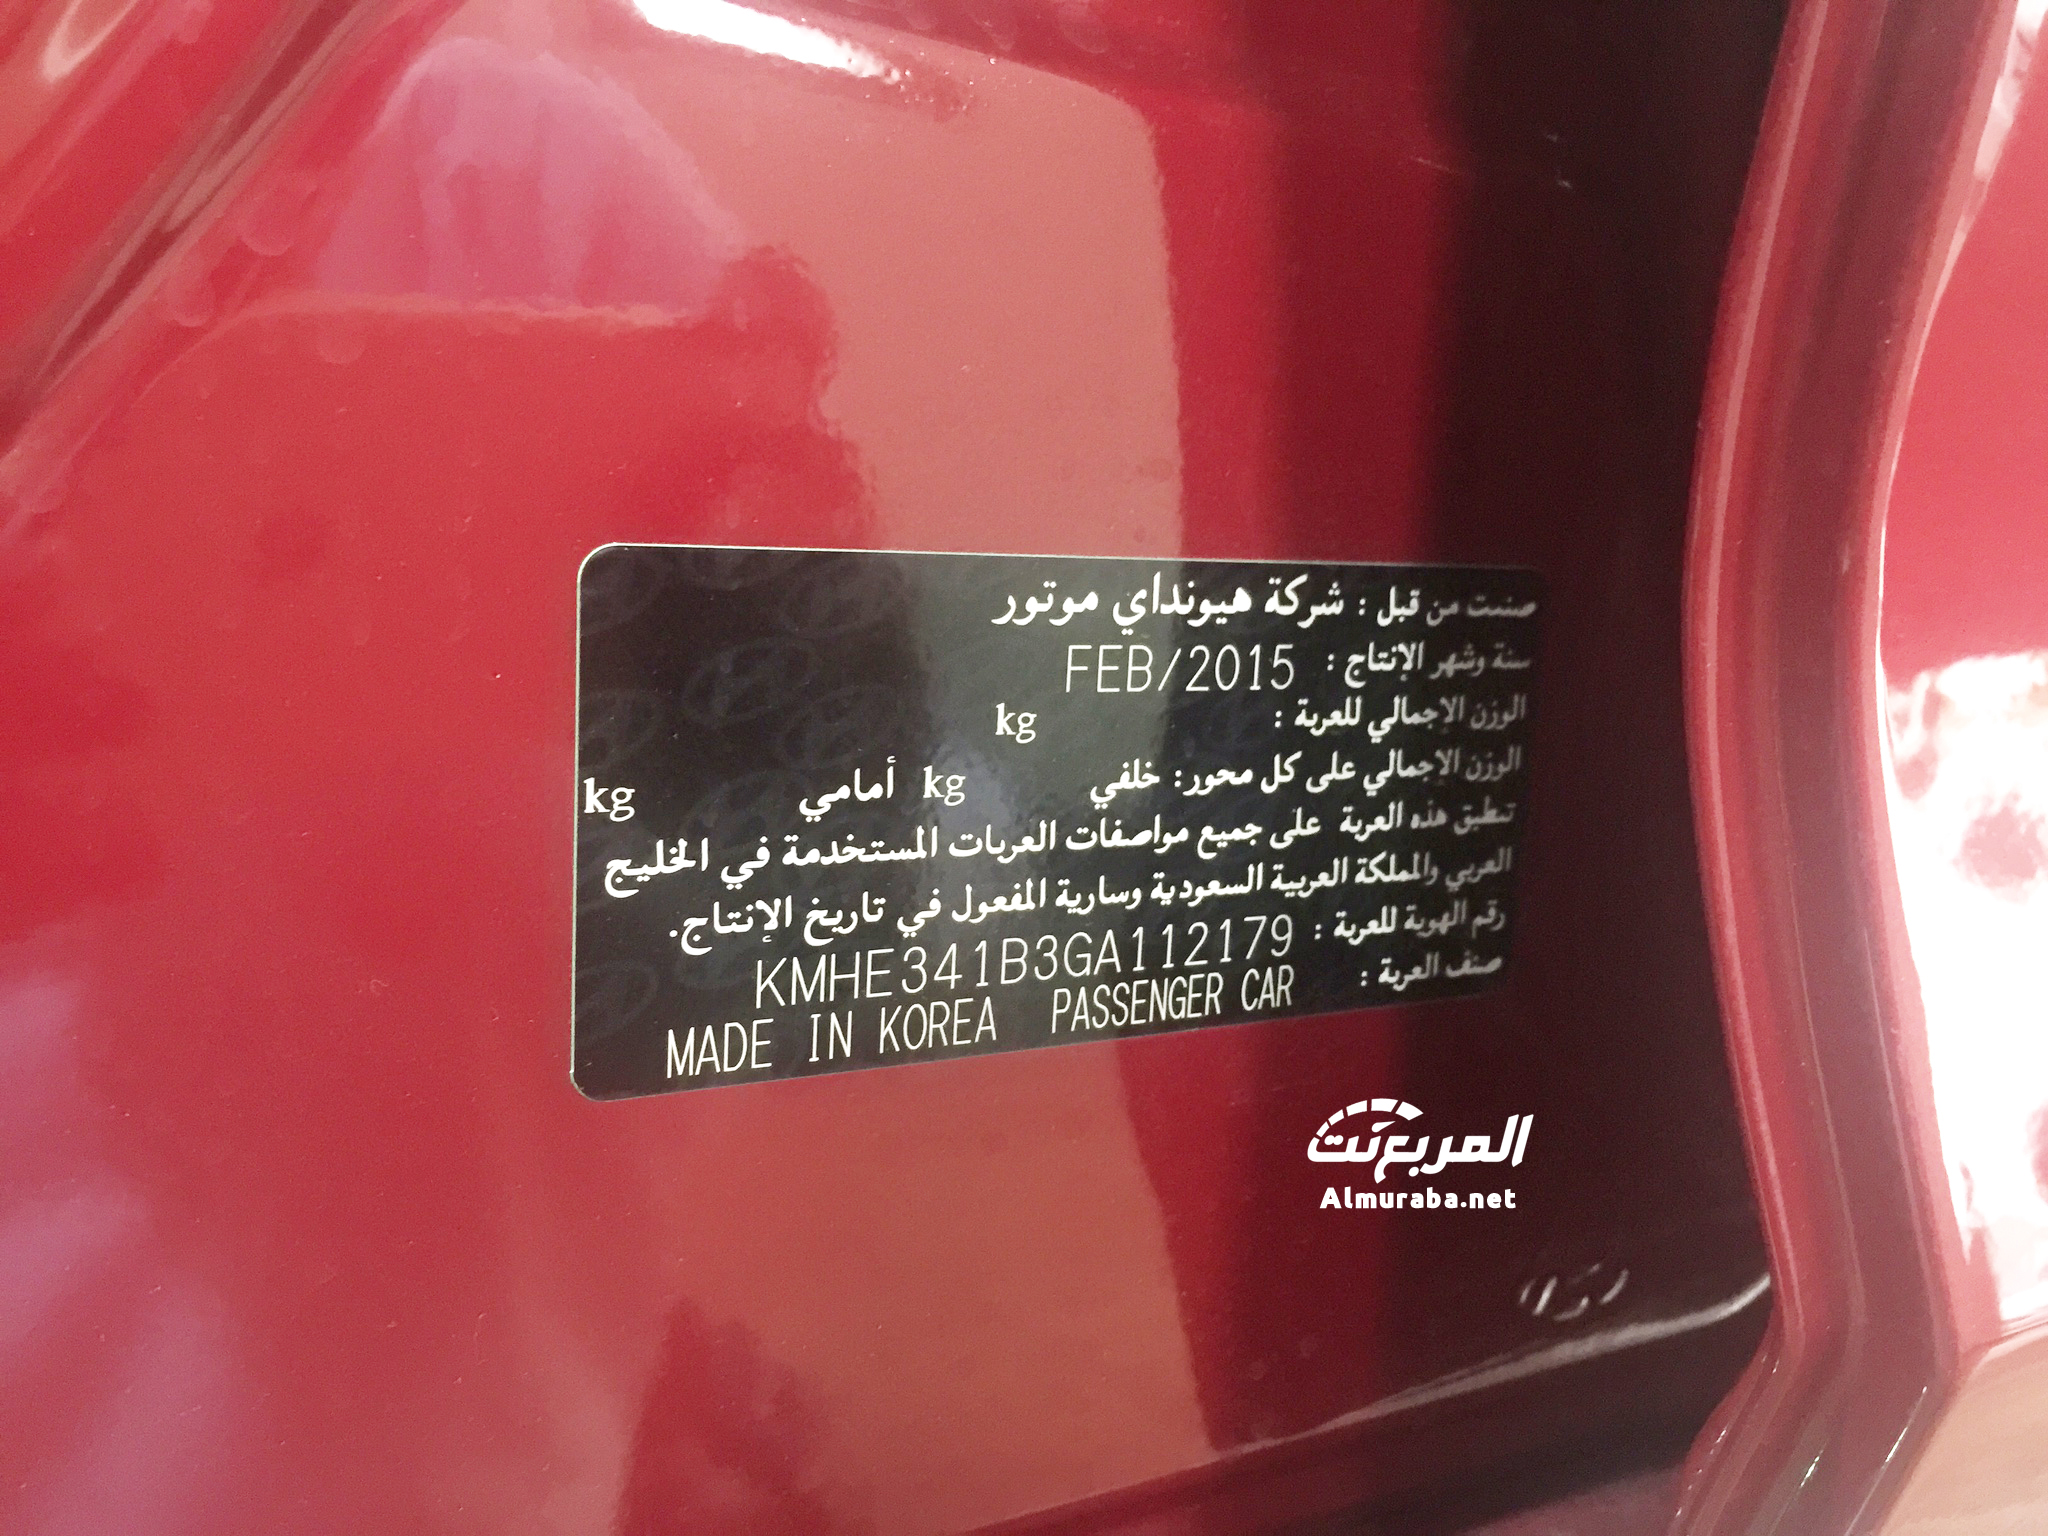 صنعت من قبل : شركة هيونداي موتور
سنة وشهر الإنتاج : FEB/2015
الوزن الإجمالي للعربة : kg
الوزن الإجمالي على كل محور: خلفي kg أمامي kg
تنطبق هذه العربة على جميع مواصفات العربات المستخدمة في الخليج
العربي والمملكة العربية السعودية وسارية المفعول في تاريخ الإنتاج.
رقم الهوية للعربة : KMHE341B3GA112179
صنف العربة : PASSENGER CAR MADE IN KOREA
المربع نت
Almuraba.net